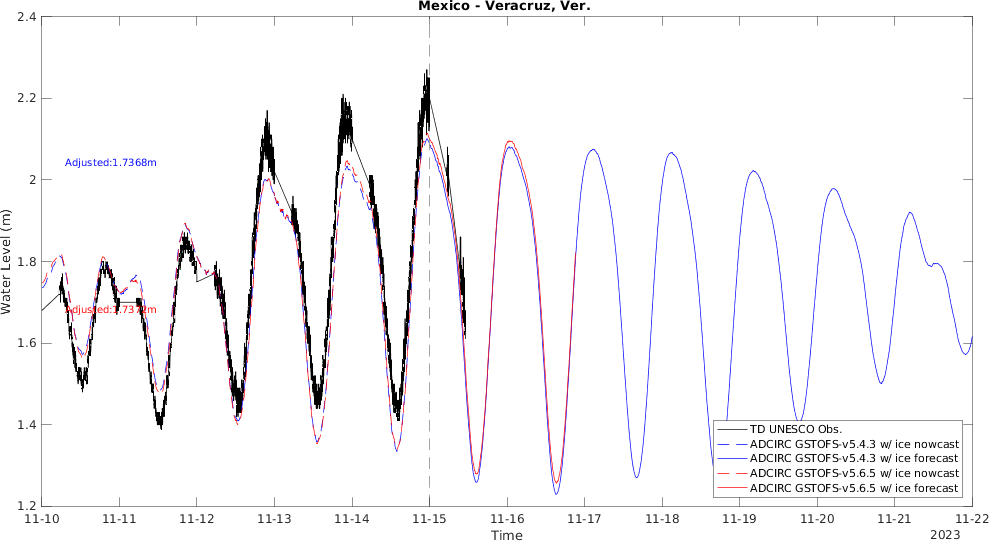 Mexico - Veracruz, Ver.
2.4
2.2
2
1.8
1.6
1.4
1.2
Water Level (m)
Adjusted:1.7368m
Adjusted:1.7372m
TD UNESCO Obs.
ADCIRC GSTOFS-v5.4.3 w/ ice nowcast
ADCIRC GSTOFS-v5.4.3 w/ ice forecast
ADCIRC GSTOFS-v5.6.5 w/ ice nowcast
ADCIRC GSTOFS-v5.6.5 w/ ice forecast
11-10 11-11 11-12 11-13 11-14 11-15 11-16 11-17 11-18 11-19 11-20 11-21 11-22
Time
2023